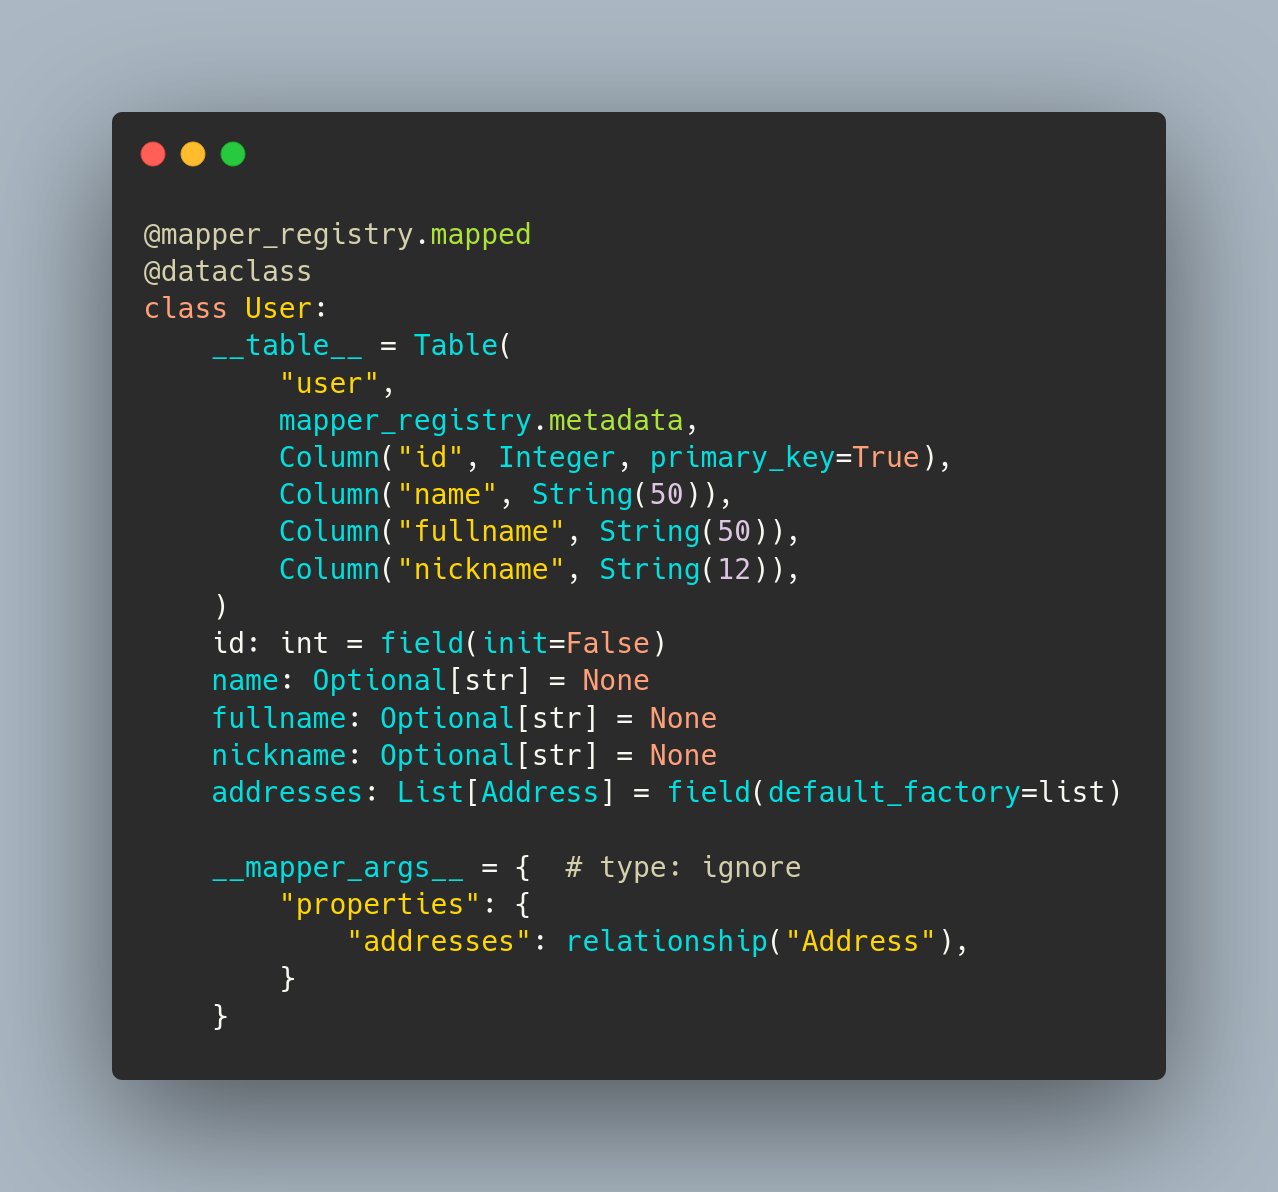 @mapper_registry.mapped
@dataclass
class User:
    __table__ = Table(
        "user",
        mapper_registry.metadata,
        Column("id", Integer, primary_key=True),
        Column("name", String(50)),
        Column("fullname", String(50)),
        Column("nickname", String(12)),
    )
    id: int = field(init=False)
    name: Optional[str] = None
    fullname: Optional[str] = None
    nickname: Optional[str] = None
    addresses: List[Address] = field(default_factory=list)

    __mapper_args__ = {  # type: ignore
        "properties": {
            "addresses": relationship("Address"),
        }
    }